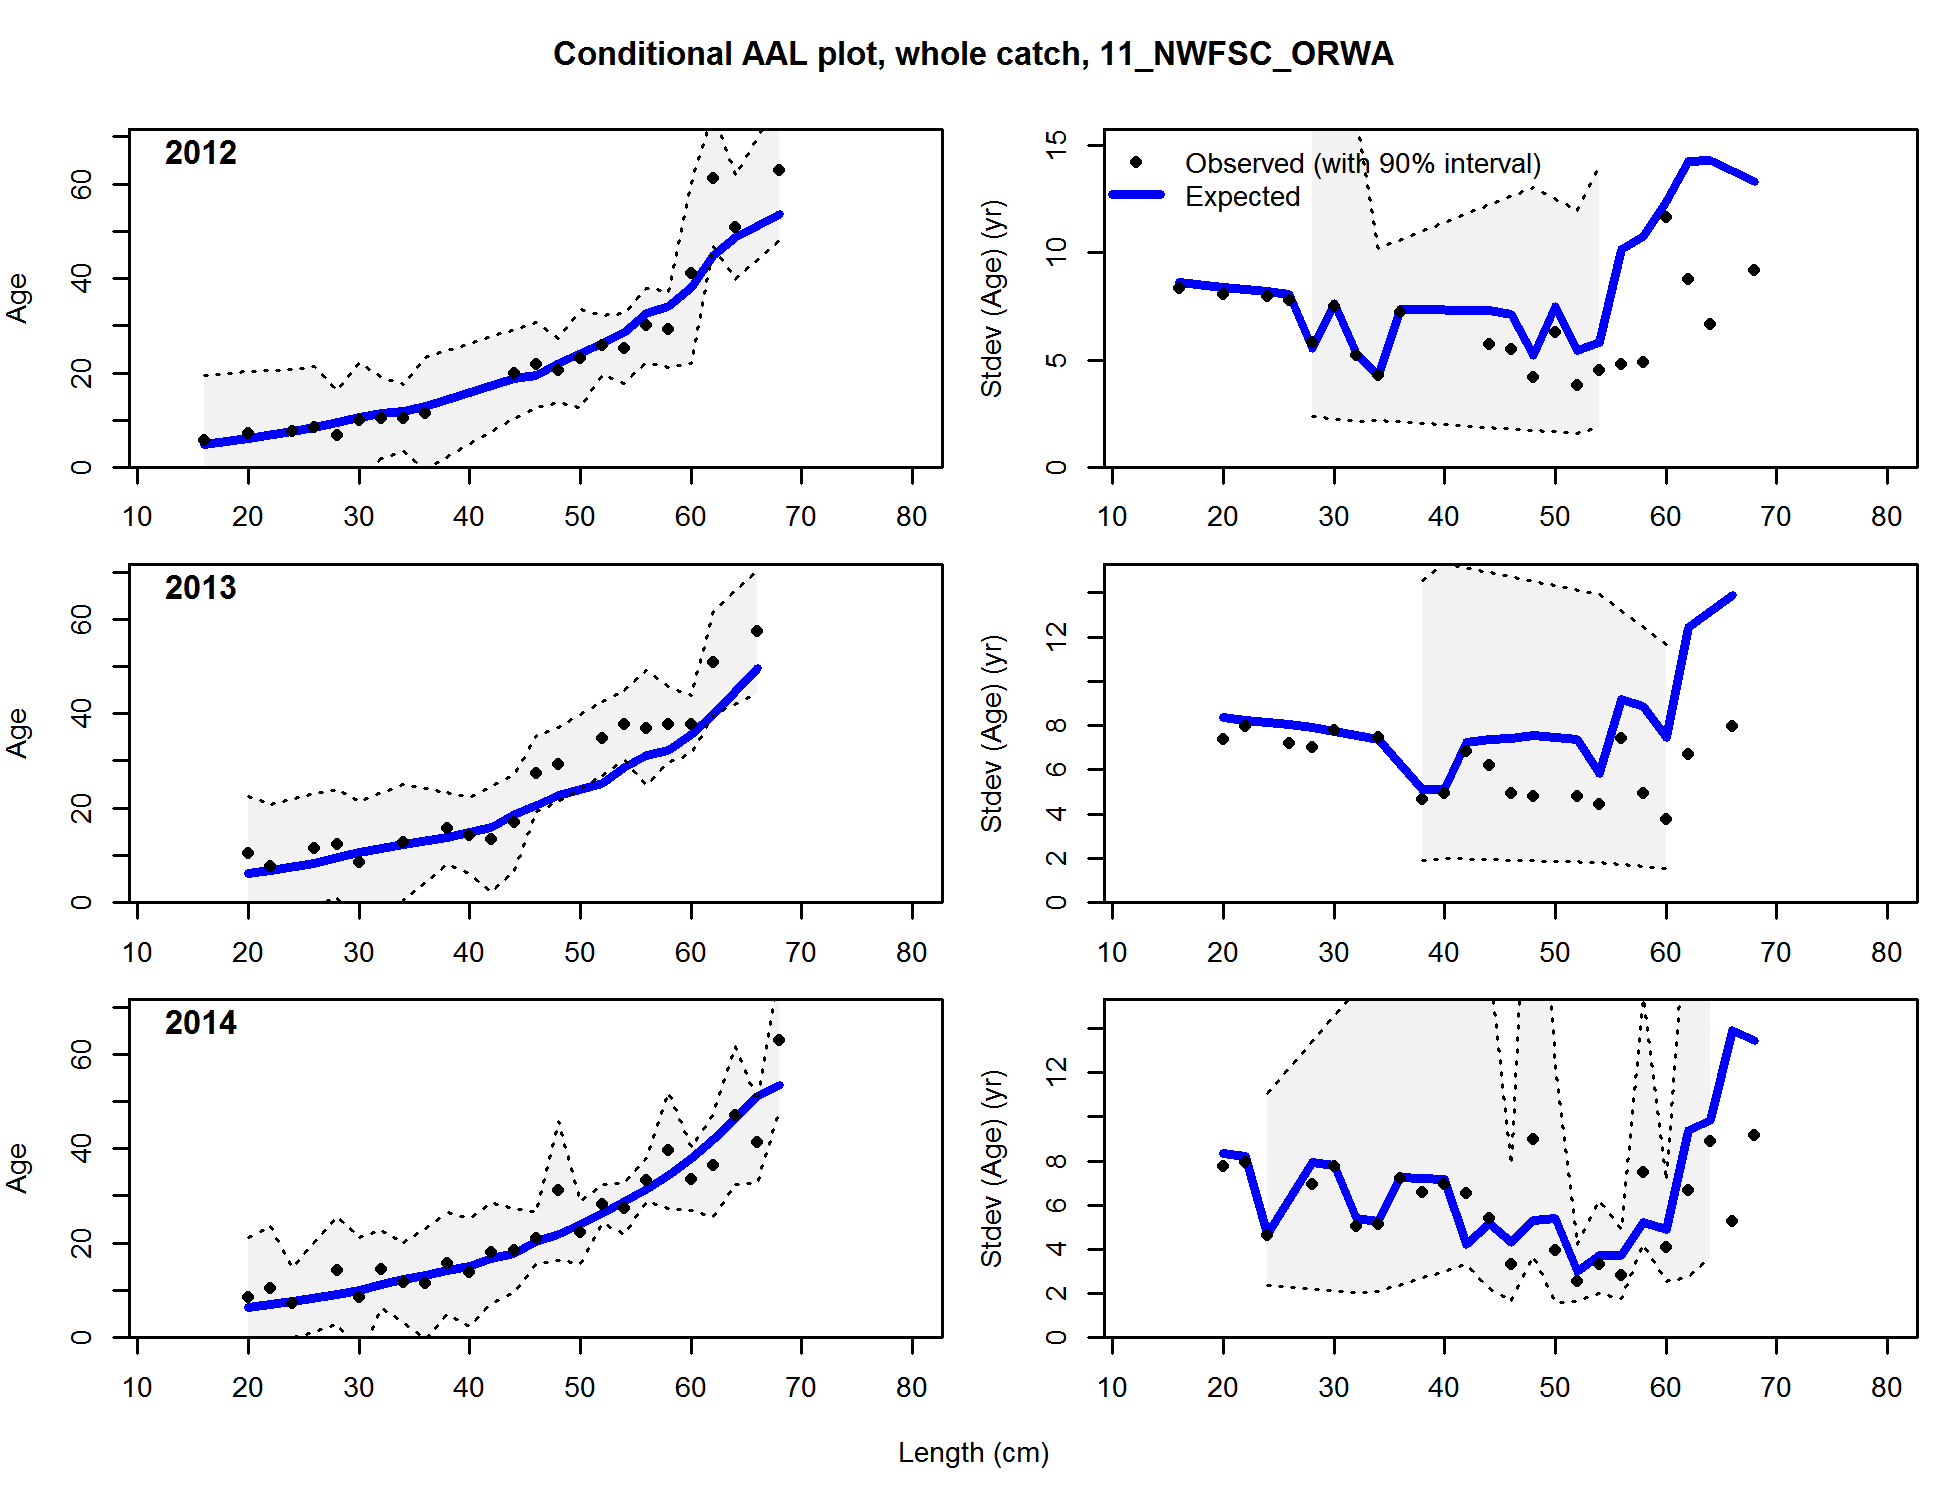 Conditional AAL plot, whole catch, 11_NWFSC_ORWA
2012
Age
0 20 40 60
10 20 30 40 50 60 70 80
Observed (with 90% interval)
Expected
Stdev (Age) (yr)
0 5 10 15
10 20 30 40 50 60 70 80
2013
Age
0 20 40 60
10 20 30 40 50 60 70 80
Stdev (Age) (yr)
0 2 4 6 8 12
10 20 30 40 50 60 70 80
2014
Age
0 20 40 60
10 20 30 40 50 60 70 80
Stdev (Age) (yr)
0 2 4 6 8 12
10 20 30 40 50 60 70 80
Length (cm)